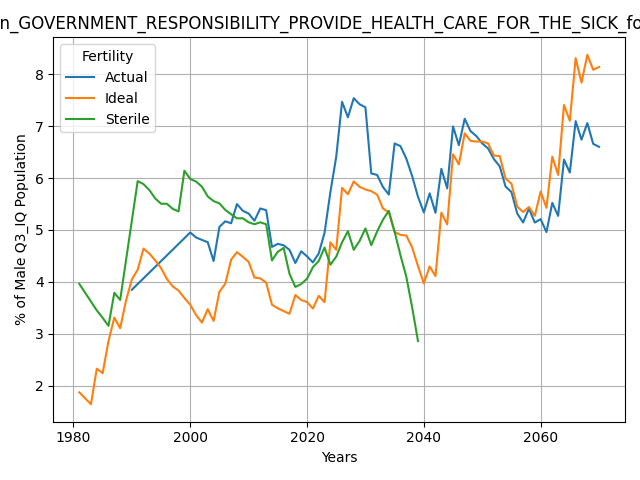 n_GOVERNMENT_RESPONSIBILITY_PROVIDE_HEALTH_CARE_FOR_THE_SICK_fo
Fertility
Actual
Ideal
Sterile
8
7
6
5
4
3
2
% of Male Q3_IQ Population
1980
2000
2020
2040
2060
Years